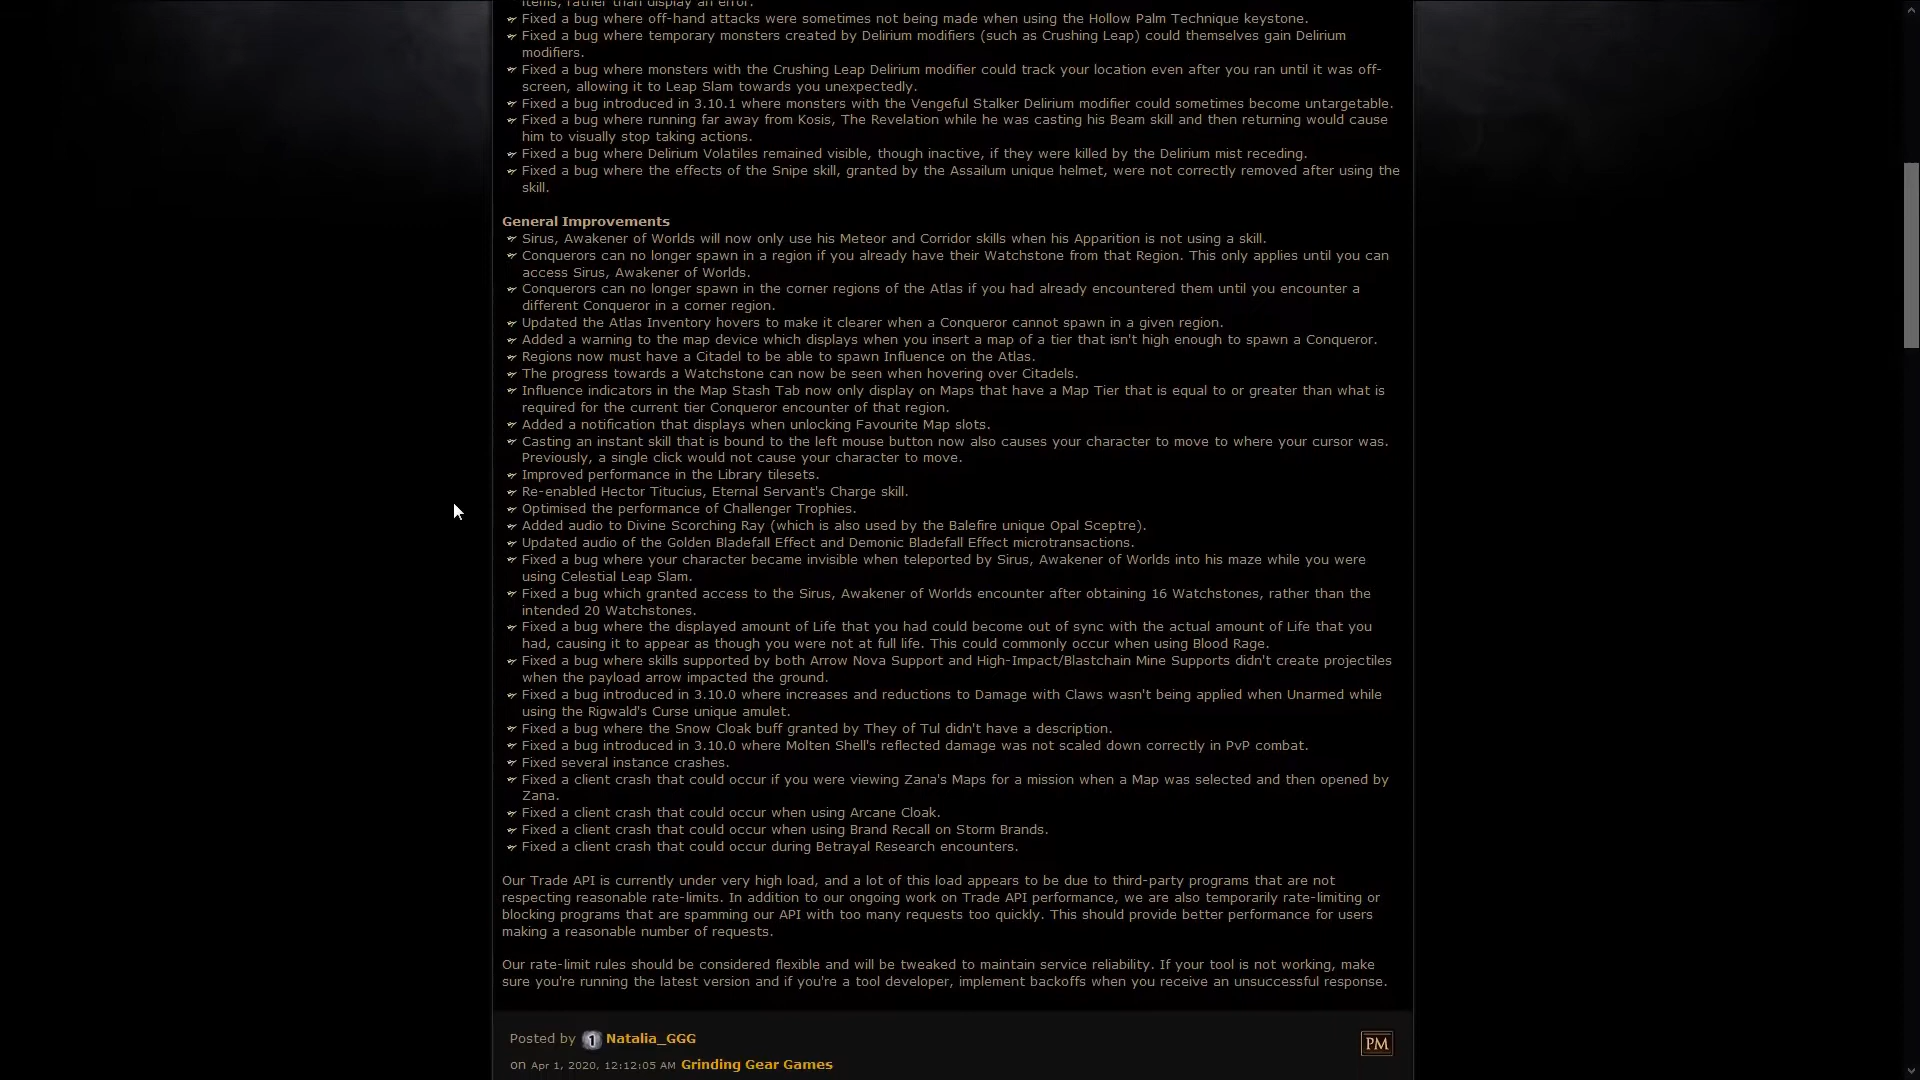 items, rather than display an error.
Fixed a bug where off-hand attacks were sometimes not being made when using the Hollow Palm Technique keystone.
Fixed a bug where temporary monsters created by Delirium modifiers (such as Crushing Leap) could themselves gain Delirium
modifiers.
Fixed a bug where monsters with the Crushing Leap Delirium modifier could track your location even after you ran until it was off-
screen, allowing it to Leap Slam towards you unexpectedly.
Fixed a bug introduced in 3.10.1 where monsters with the Vengeful Stalker Delirium modifier could sometimes become untargetable.
Fixed a bug where running far away from Kosis, The Revelation while he was casting his Beam skill and then returning would cause
him to visually stop taking actions.
Fixed a bug where Delirium Volatiles remained visible, though inactive, if they were killed by the Delirium mist receding.
Fixed a bug where the effects of the Snipe skill, granted by the Assailum unique helmet, were not correctly removed after using the
skill.
General Improvements
Sirus, Awakener of Worlds will now only use his Meteor and Corridor skills when his Apparition is not using a skill.
Conquerors can no longer spawn in a region if you already have their Watchstone from that Region. This only applies until you can
access Sirus, Awakener of Worlds.
Conquerors can no longer spawn in the corner regions of the Atlas if you had already encountered them until you encounter a
different Conqueror in a corner region.
Updated the Atlas Inventory hovers to make it clearer when a Conqueror cannot spawn in a given region.
Added a warning to the map device which displays when you insert a map of a tier that isn't high enough to spawn a Conqueror.
Regions now must have a Citadel to be able to spawn Influence on the Atlas.
The progress towards a Watchstone can now be seen when hovering over Citadels.
Influence indicators in the Map Stash Tab now only display on Maps that have a Map Tier that is equal to or greater than what is
required for the current tier Conqueror encounter of that region.
Added a notification that displays when unlocking Favourite Map slots.
Casting an instant skill that is bound to the left mouse button now also causes your character to move to where your cursor was.
Previously, a single click would not cause your character to move.
Improved performance in the Library tilesets.
Re-enabled Hector Titucius, Eternal Servant's Charge skill.
Optimised the performance of Challenger Trophies.
Added audio to Divine Scorching Ray (which is also used by the Balefire unique Opal Sceptre).
Updated audio of the Golden Bladefall Effect and Demonic Bladefall Effect microtransactions.
Fixed a bug where your character became invisible when teleported by Sirus, Awakener of Worlds into his maze while you were
using Celestial Leap Slam.
Fixed a bug which granted access to the Sirus, Awakener of Worlds encounter after obtaining 16 Watchstones, rather than the
intended 20 Watchstones.
Fixed a bug where the displayed amount of Life that you had could become out of sync with the actual amount of Life that you
had, causing it to appear as though you were not at full life. This could commonly occur when using Blood Rage.
Fixed a bug where skills supported by both Arrow Nova Support and High-Impact/Blastchain Mine Supports didn't create projectiles
when the payload arrow impacted the ground.
Fixed a bug introduced in 3.10.0 where increases and reductions to Damage with Claws wasn't being applied when Unarmed while
using the Rigwald's Curse unique amulet.
Fixed a bug where the Snow Cloak buff granted by They of Tul didn't have a description.
Fixed a bug introduced in 3.10.0 where Molten Shell's reflected damage was not scaled down correctly in PvP combat.
Fixed several instance crashes.
Fixed a client crash that could occur if you were viewing Zana's Maps for a mission when a Map was selected and then opened by
Zana.
Fixed a client crash that could occur when using Arcane Cloak.
Fixed a client crash that could occur when using Brand Recall on Storm Brands.
Fixed a client crash that could occur during Betrayal Research encounters.
Our Trade API is currently under very high load, and a lot of this load appears to be due to third-party programs that are not
respecting reasonable rate-limits. In addition to our ongoing work on Trade API performance, we are also temporarily rate-limiting or
blocking programs that are spamming our API with too many requests too quickly. This should provide better performance for users
making a reasonable number of requests.
Our rate-limit rules should be considered flexible and will be tweaked to maintain service reliability. If your tool is not working, make
sure you're running the latest version and if you're a tool developer, implement backoffs when you receive an unsuccessful response.
Posted by 1 Natalia_GGG
PM
on Apr 1, 2020, 12:12:05 AM Grinding Gear Games